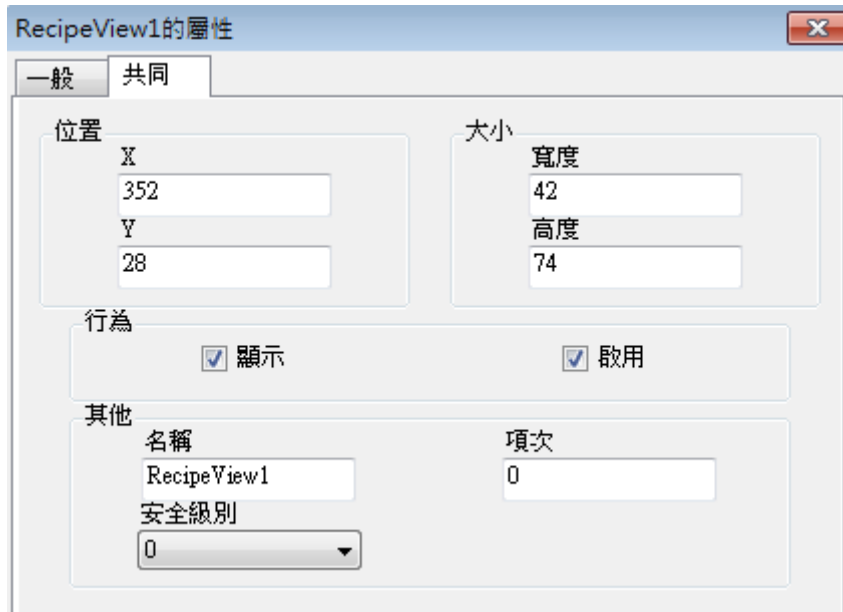 RecipeView1的屬性
一般 共同
位置
X
352
Y
28
大小
寬度
42
高度
74
行為
顯示
啟用
其他
名稱
RecipeView1
項次
0
安全級別
0